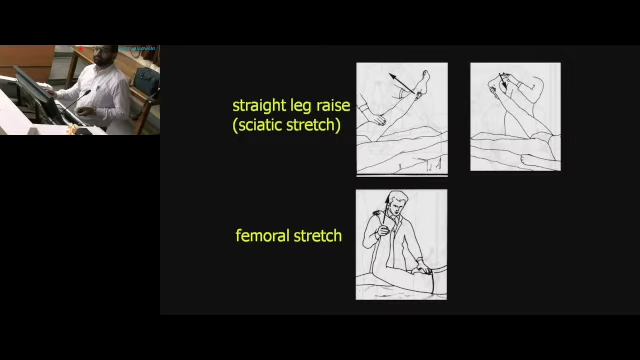 straight leg raise
(sciatic stretch)
femoral stretch